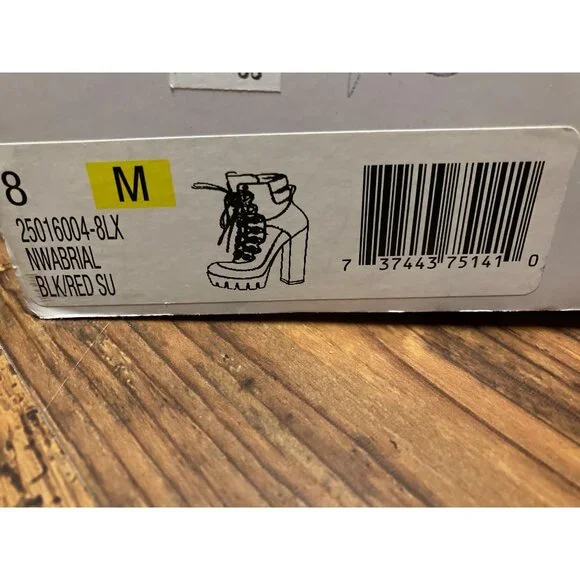 8 M
25016004-8LX
NWABRIAL
BLK/RED SU
7 37443 75141 0